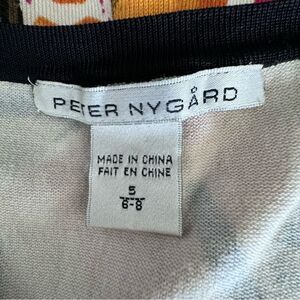 PETER NYGÅRD
MADE IN CHINA
FAIT EN CHINE
S
6-8